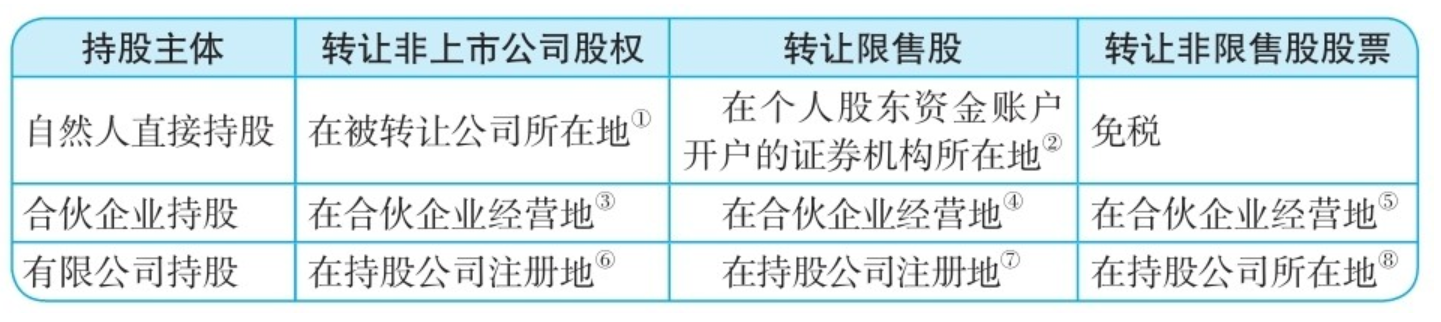 持股主体 转让非上市公司股权 转让限售股 转让非限售股股票
自然人直接持股 在被转让公司所在地① 在个人股东资金账户
开户的证券机构所在地② 免税
合伙企业持股 在合伙企业经营地③ 在合伙企业经营地④ 在合伙企业经营地⑤
有限公司持股 在持股公司注册地⑥ 在持股公司注册地⑦ 在持股公司所在地⑧